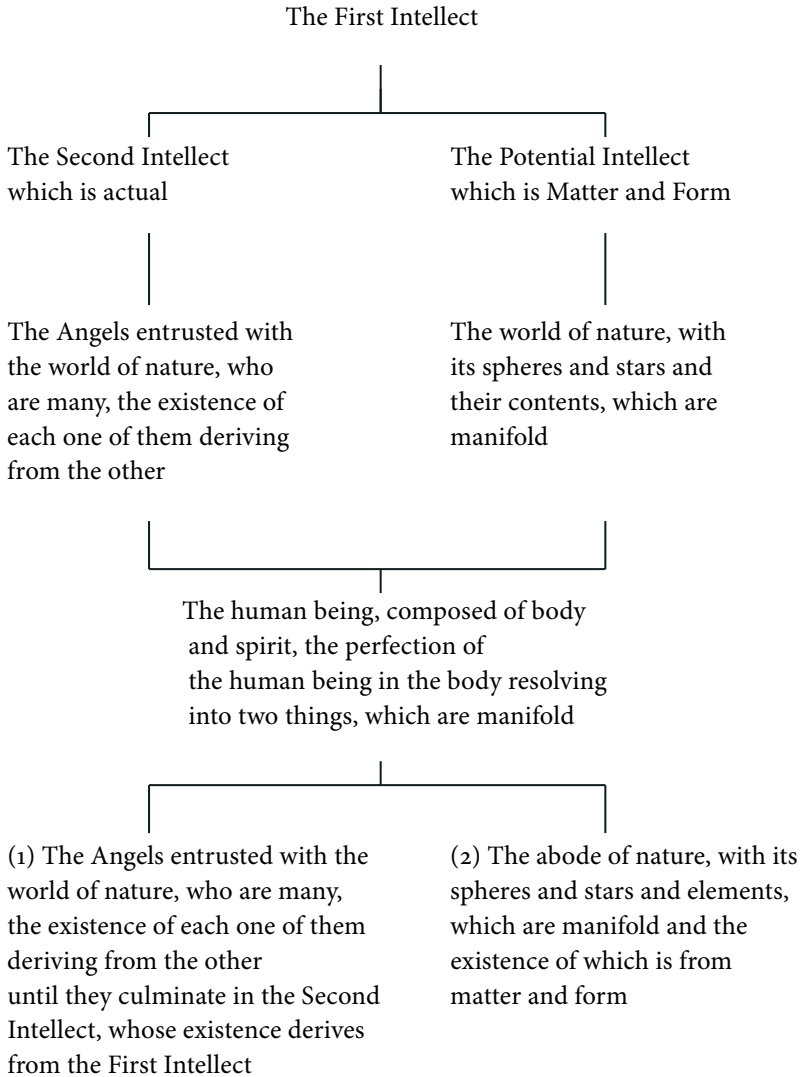 The First Intellect
The Second Intellect
which is actual
The Potential Intellect
which is Matter and Form
The Angels entrusted with
the world of nature, who
are many, the existence of
each one of them deriving
from the other
The world of nature, with
its spheres and stars and
their contents, which are
manifold
The human being, composed of body
and spirit, the perfection of
the human being in the body resolving
into two things, which are manifold
(1) The Angels entrusted with the
world of nature, who are many,
the existence of each one of them
deriving from the other
until they culminate in the Second
Intellect, whose existence derives
from the First Intellect
(2) The abode of nature, with its
spheres and stars and elements,
which are manifold and the
existence of which is from
matter and form